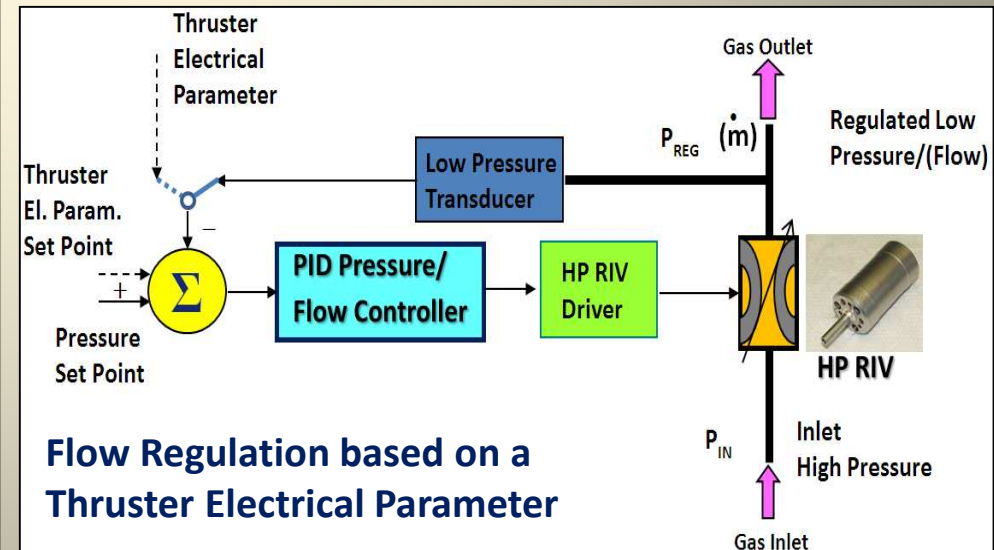 Thruster
Electrical
Parameter
Gas Outlet
P_REG (ṁ)
Regulated Low
Pressure/(Flow)
Low Pressure
Transducer
Thruster
El. Param.
Set Point
−
+
Σ
PID Pressure/
Flow Controller
HP RIV
Driver
HP RIV
Pressure
Set Point
P_IN
Inlet
High Pressure
Gas Inlet
Flow Regulation based on a
Thruster Electrical Parameter